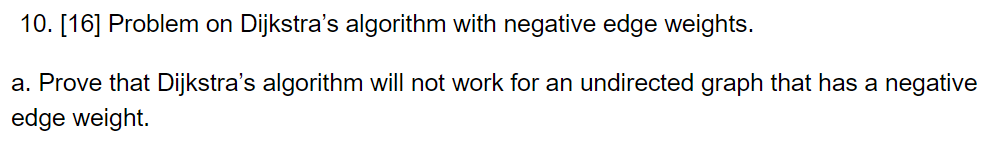 10. [16] Problem on Dijkstra’s algorithm with negative edge weights.
a. Prove that Dijkstra’s algorithm will not work for an undirected graph that has a negative
edge weight.